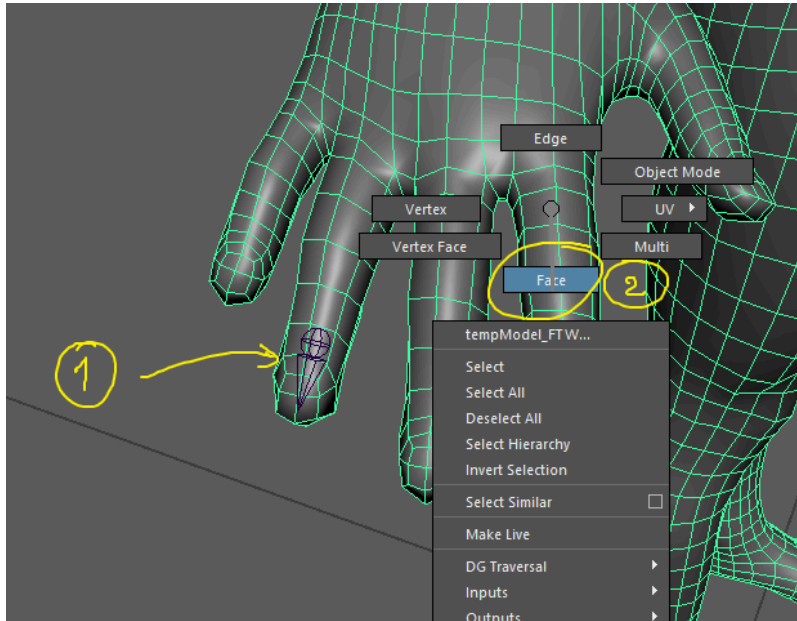 Edge
Object Mode
Vertex
UV
Vertex Face
Multi
Face
2
tempModel_FTW...
1
Select
Select All
Deselect All
Select Hierarchy
Invert Selection
Select Similar
Make Live
DG Traversal
Inputs
Outputs